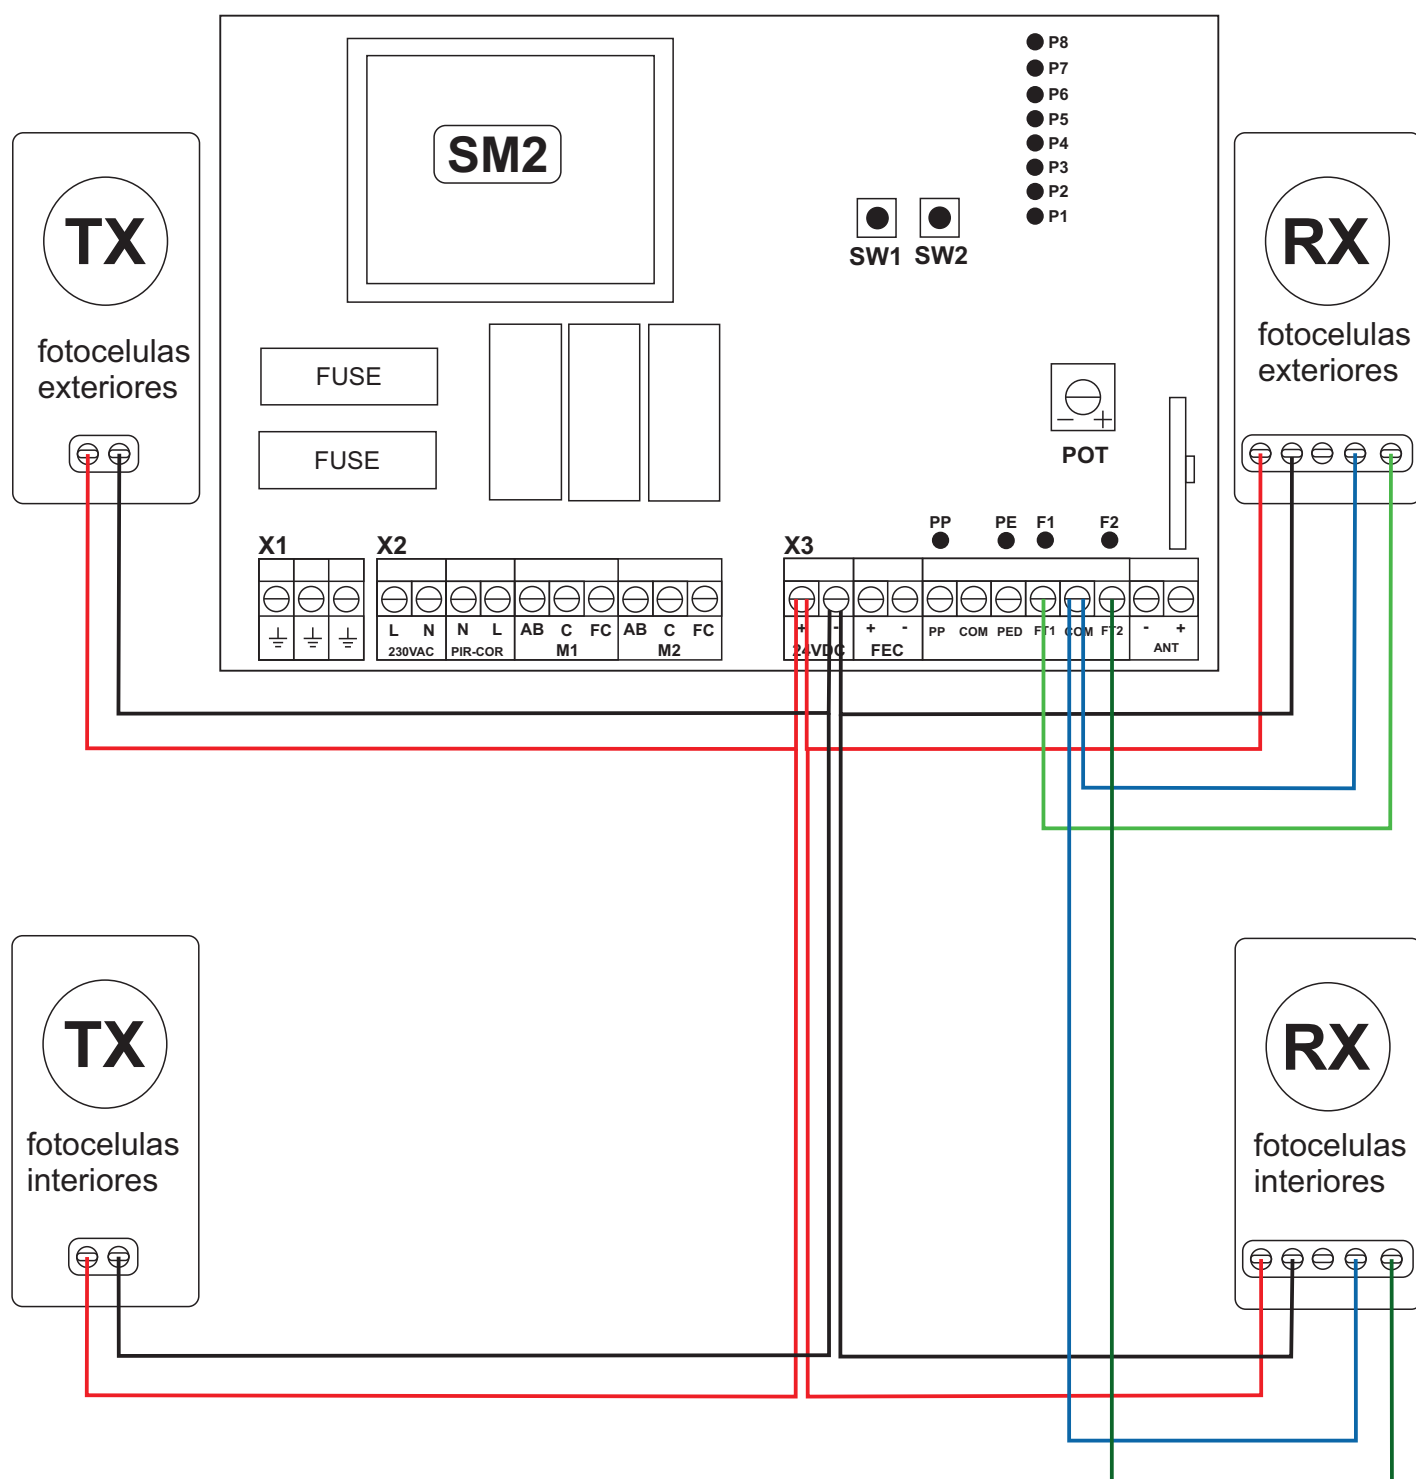 P8
P7
P6
P5
P4
P3
P2
P1
SM2
TX
RX
SW1 SW2
fotocelulas
exteriores
fotocelulas
exteriores
FUSE
FUSE
- +
POT
PP PE F1 F2
X1 X2 X3
L N N L AB C FC AB C FC
230VAC PIR-COR M1 M2
+ - + - PP COM PED FT1 COM FT2 - +
24VDC FEC ANT
TX
RX
fotocelulas
interiores
fotocelulas
interiores